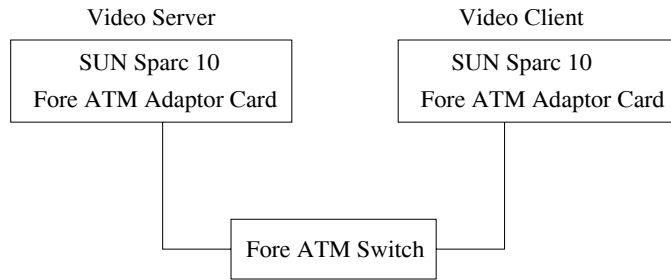 Video Server
Video Client
SUN Sparc 10
Fore ATM Adaptor Card
SUN Sparc 10
Fore ATM Adaptor Card
Fore ATM Switch